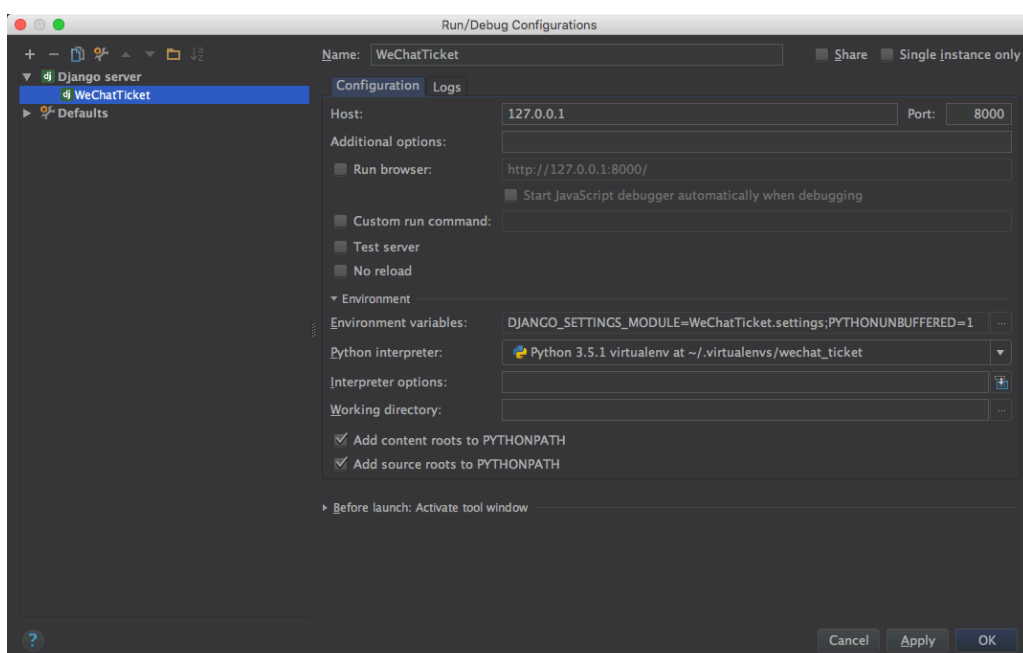 Run/Debug Configurations
Name: WeChatTicket Share Single instance only
Django server
WeChatTicket
Defaults
Configuration Logs
Host: 127.0.0.1 Port: 8000
Additional options:
Run browser: http://127.0.0.1:8000/
Start JavaScript debugger automatically when debugging
Custom run command:
Test server
No reload
Environment
Environment variables: DJANGO_SETTINGS_MODULE=WeChatTicket.settings;PYTHONUNBUFFERED=1 ...
Python interpreter: Python 3.5.1 virtualenv at ~/.virtualenvs/wechat_ticket
Interpreter options:
Working directory: ...
Add content roots to PYTHONPATH
Add source roots to PYTHONPATH
Before launch: Activate tool window
? Cancel Apply OK